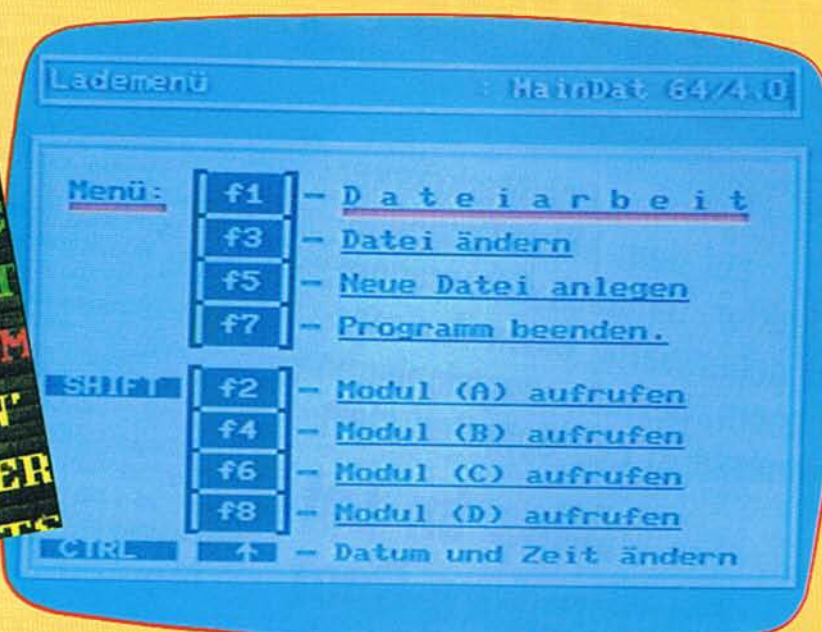 Lademenü : MainDat 64/4.0
Menü: f1 – Dateiarbeit
f3 – Datei ändern
f5 – Neue Datei anlegen
f7 – Programm beenden.
SHIFT f2 – Modul (A) aufrufen
f4 – Modul (B) aufrufen
f6 – Modul (C) aufrufen
f8 – Modul (D) aufrufen
CTRL ↑ – Datum und Zeit ändern